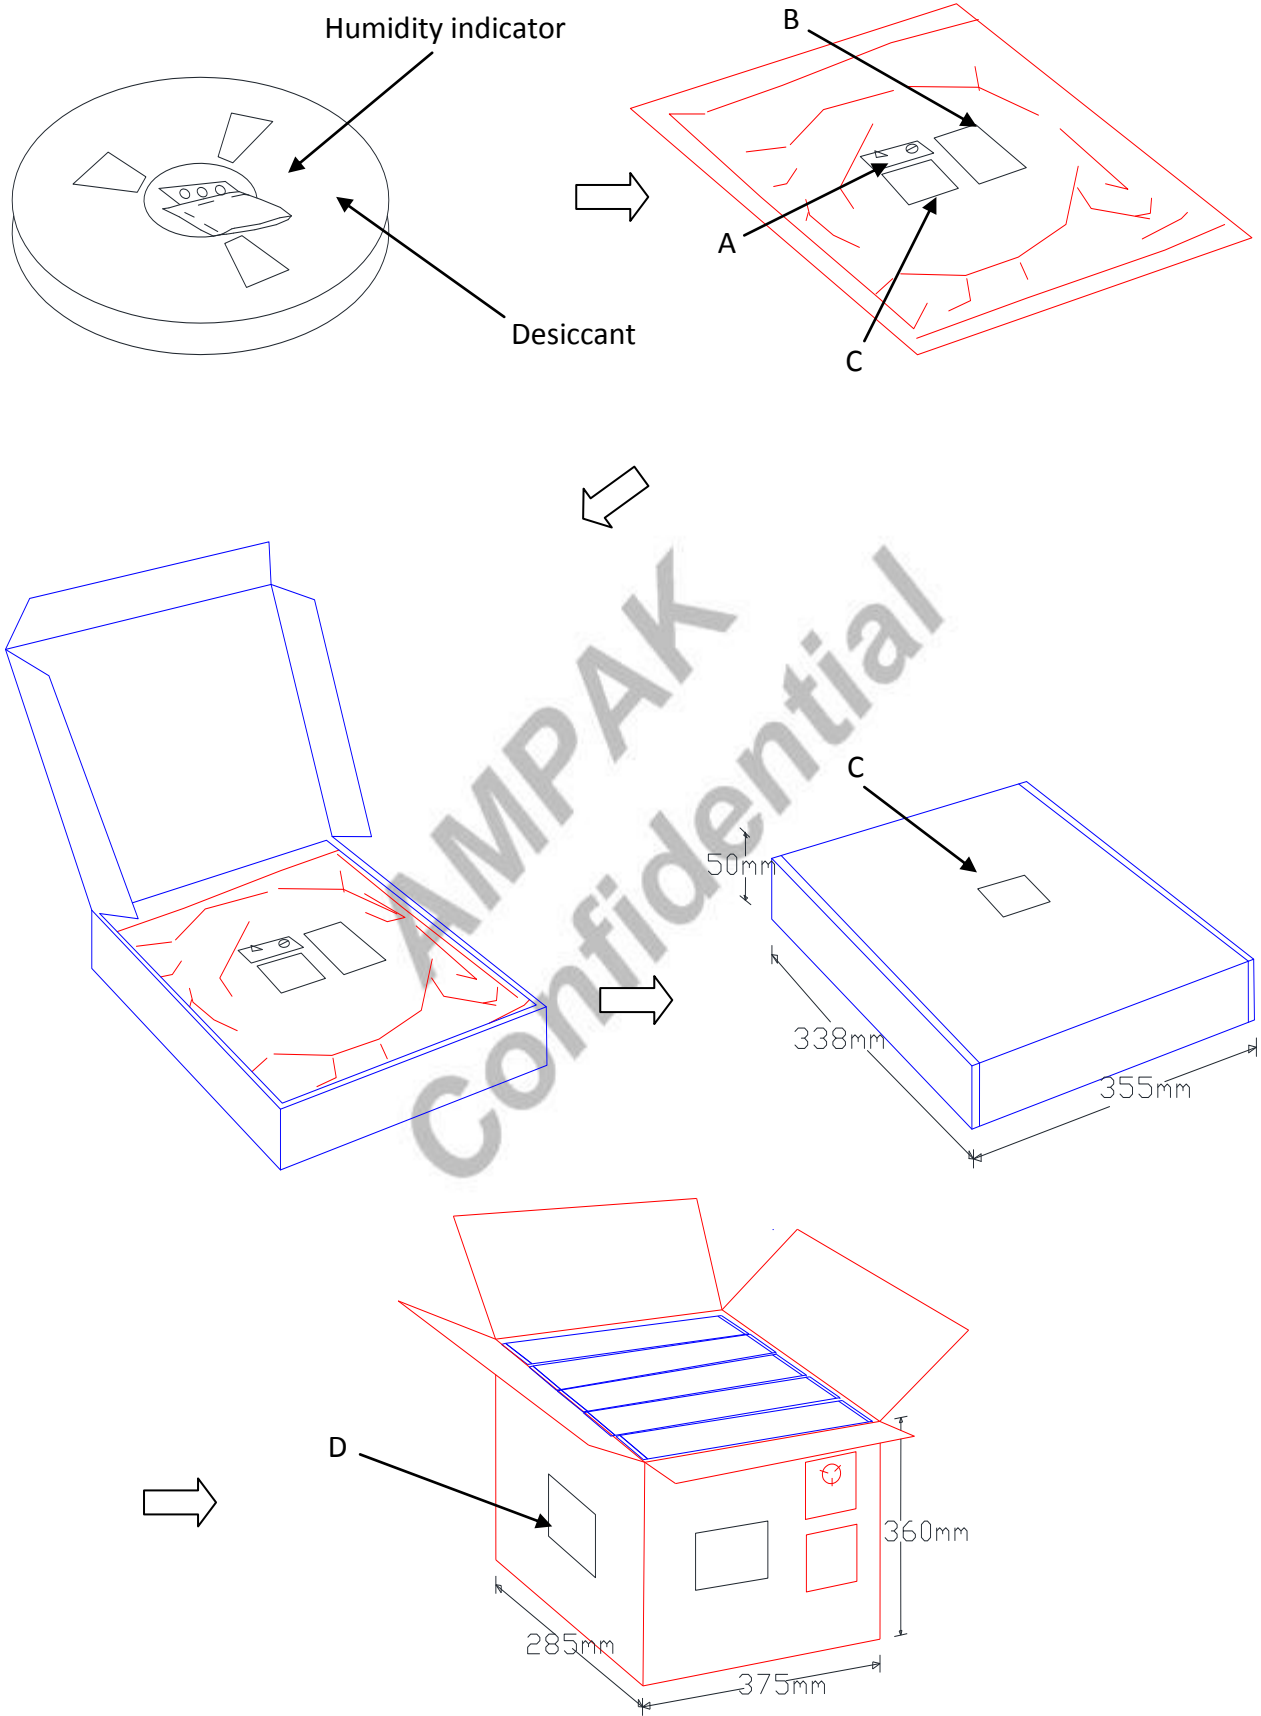 Humidity indicator
B
A
Desiccant
C
AMPAK
Confidential
C
50mm
338mm
355mm
D
360mm
285mm
375mm